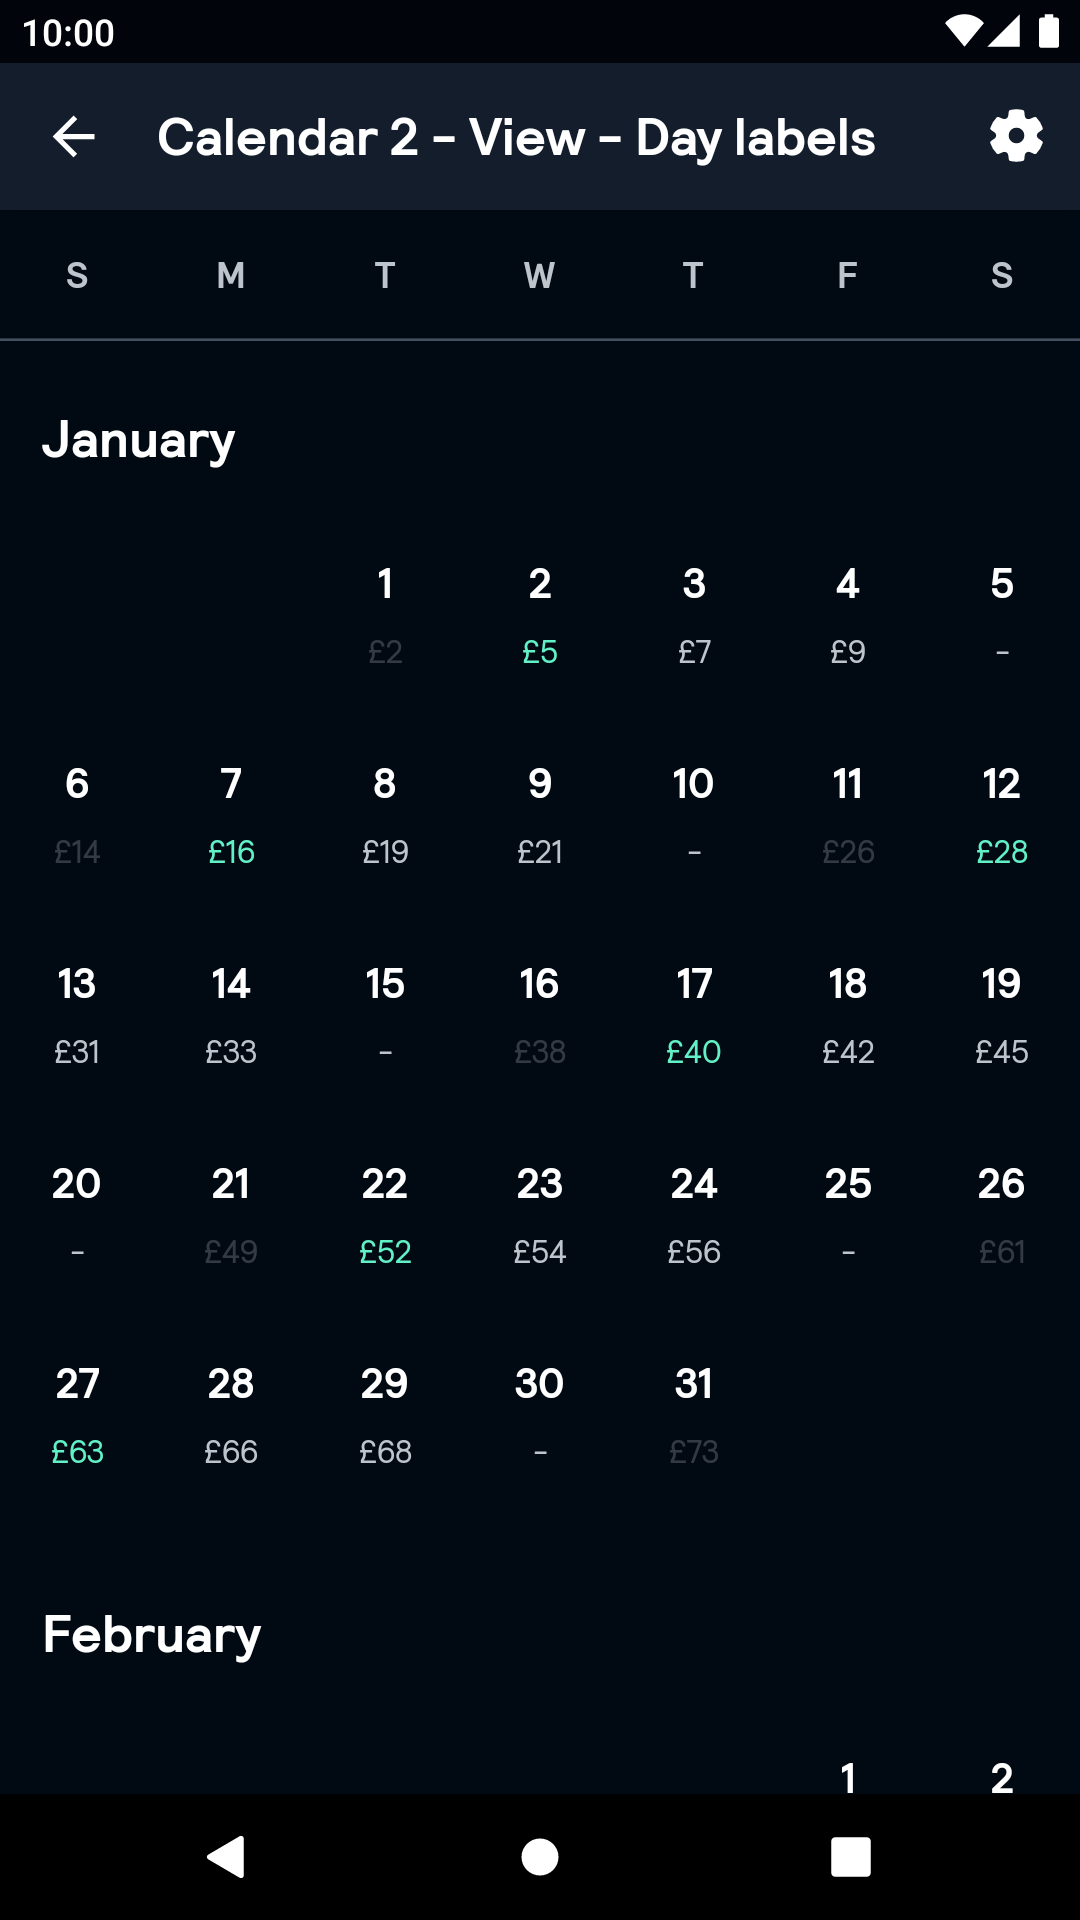 10:00
Calendar 2 - View - Day labels
S M T W T F S
January
1 2 3 4 5
£2 £5 £7 £9 -
6 7 8 9 10 11 12
£14 £16 £19 £21 - £26 £28
13 14 15 16 17 18 19
£31 £33 - £38 £40 £42 £45
20 21 22 23 24 25 26
- £49 £52 £54 £56 - £61
27 28 29 30 31
£63 £66 £68 - £73
February
1 2